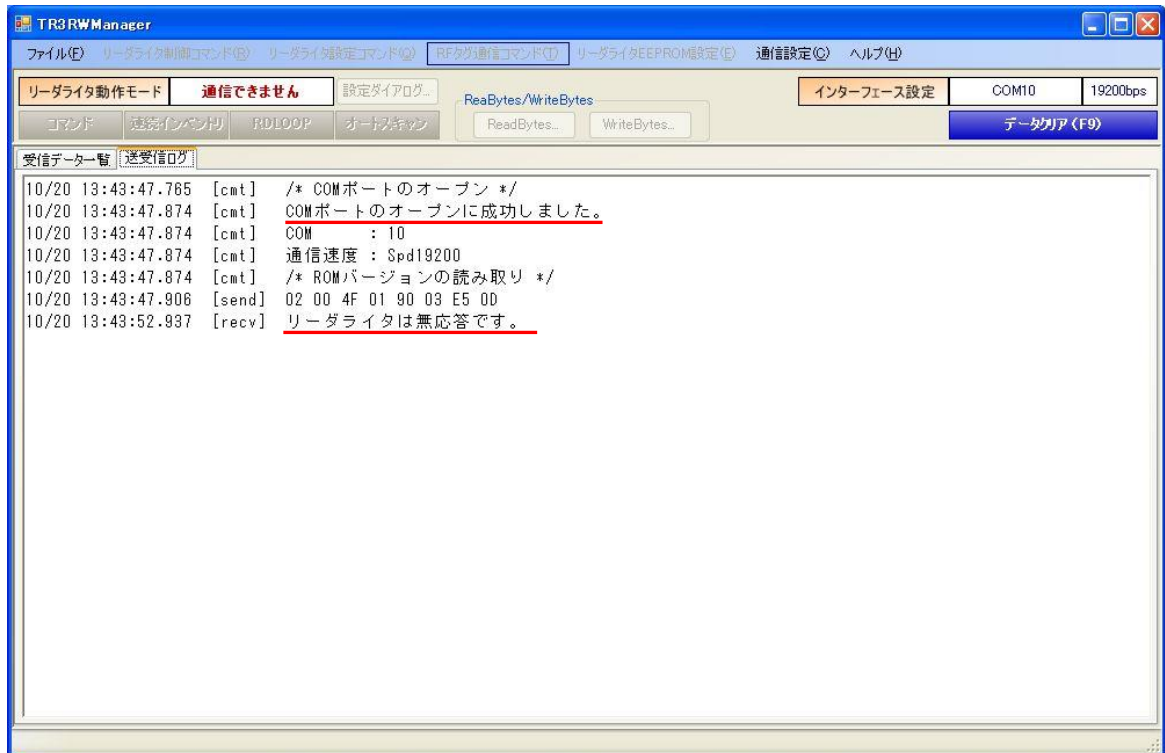 TR3RWManager
ファイル(F) リーダライタ制御コマンド(R) リーダライタ設定コマンド(Q) RFタグ通信コマンド(T) リーダライタEEPROM設定(E) 通信設定(C) ヘルプ(H)
リーダライタ動作モード 通信できません 設定ダイアログ... ReaBytes/WriteBytes インターフェース設定 COM10 19200bps
コマンド 連続インベントリ RDLOOP オートスキャン ReadBytes... WriteBytes... データクリア (F9)
受信データ一覧 送受信ログ
10/20 13:43:47.765 [cmt] /* COMポートのオープン */
10/20 13:43:47.874 [cmt] COMポートのオープンに成功しました。
10/20 13:43:47.874 [cmt] COM : 10
10/20 13:43:47.874 [cmt] 通信速度 : Spd19200
10/20 13:43:47.874 [cmt] /* ROMバージョンの読み取り */
10/20 13:43:47.906 [send] 02 00 4F 01 90 03 E5 0D
10/20 13:43:52.937 [recv] リーダライタは無応答です。